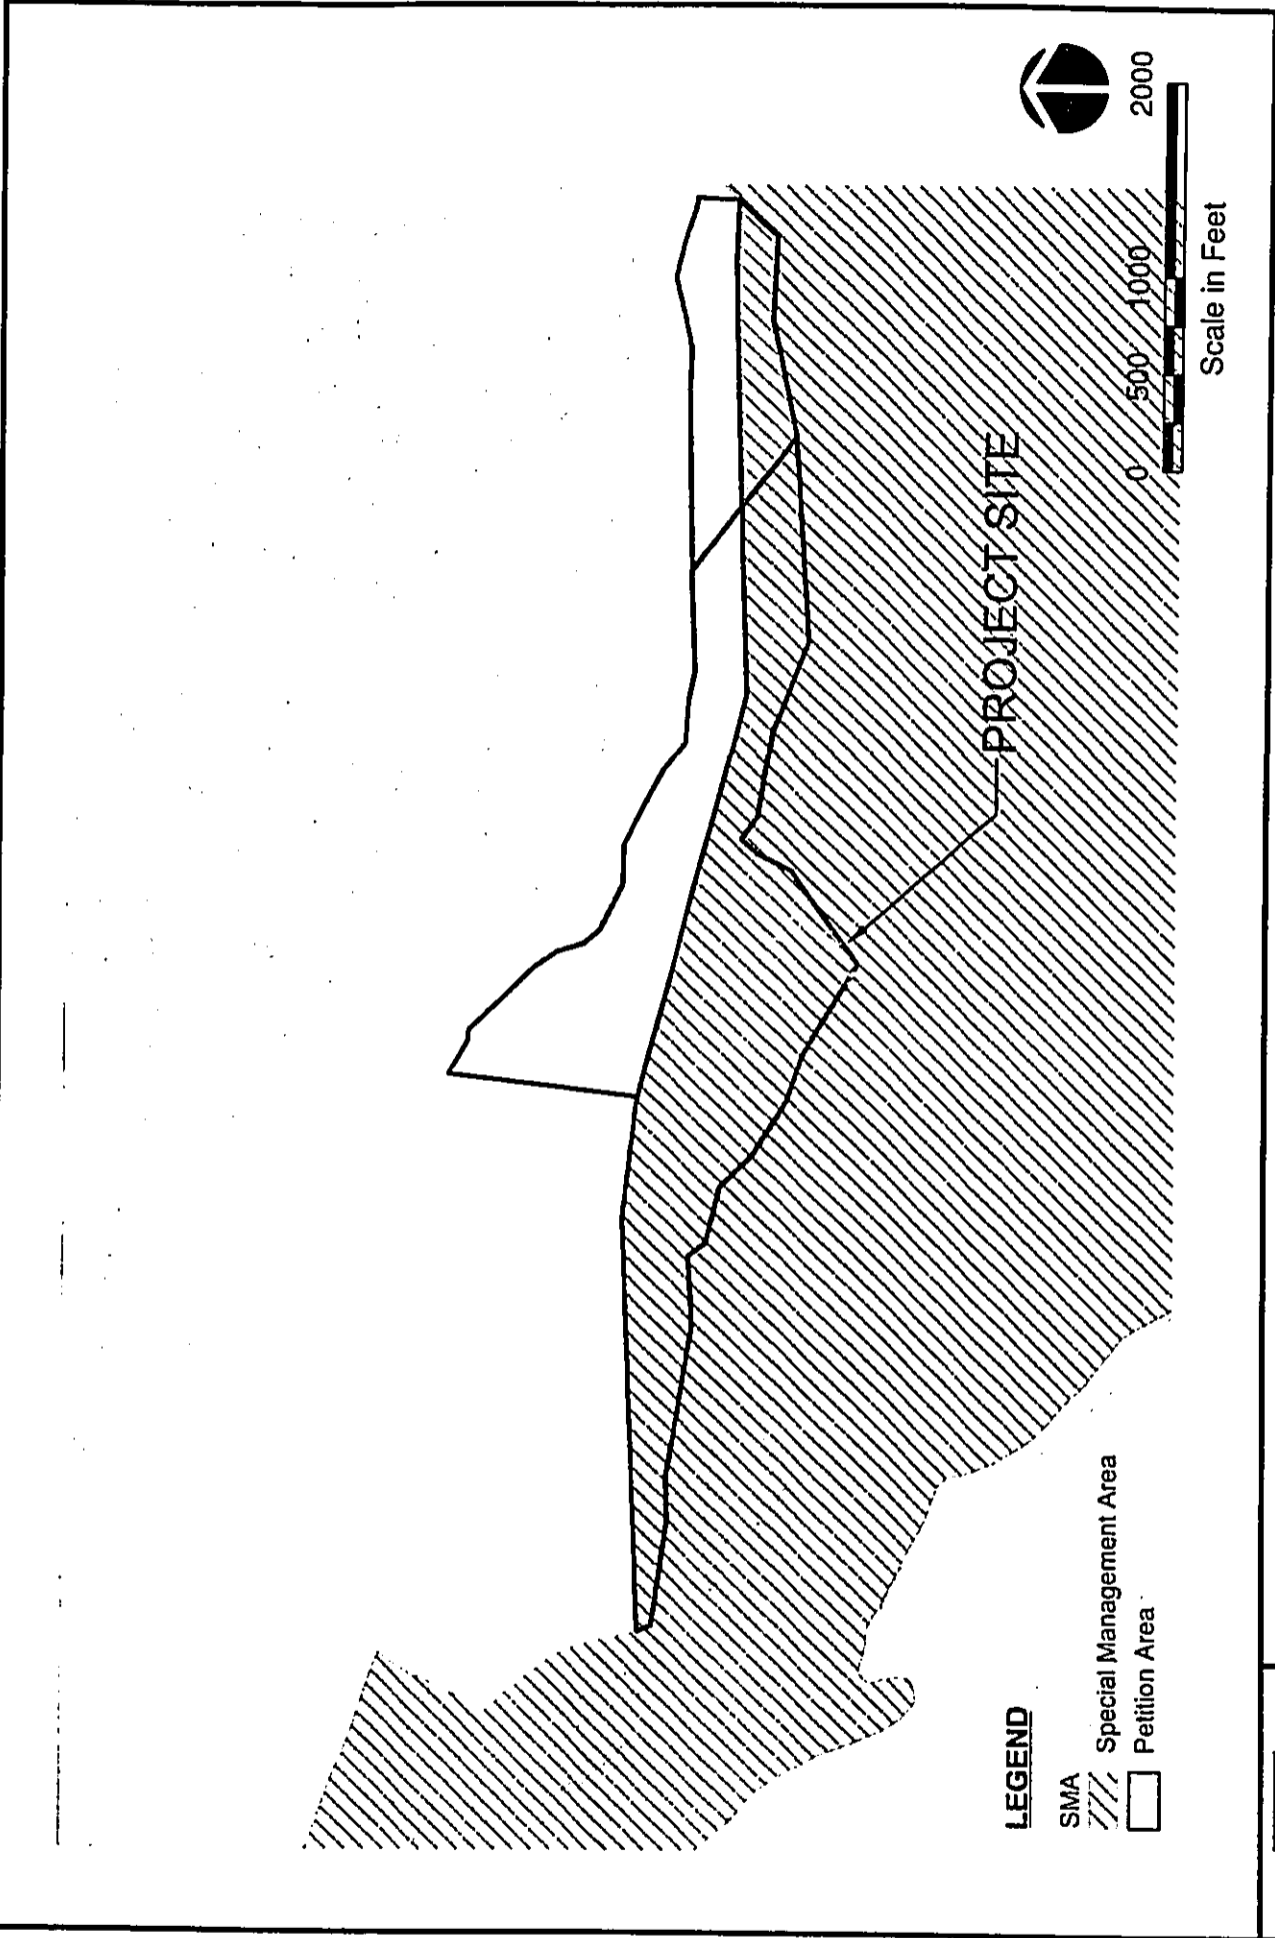 PROJECT SITE
0 500 1000 2000
Scale in Feet
LEGEND
SMA
Special Management Area
Petition Area